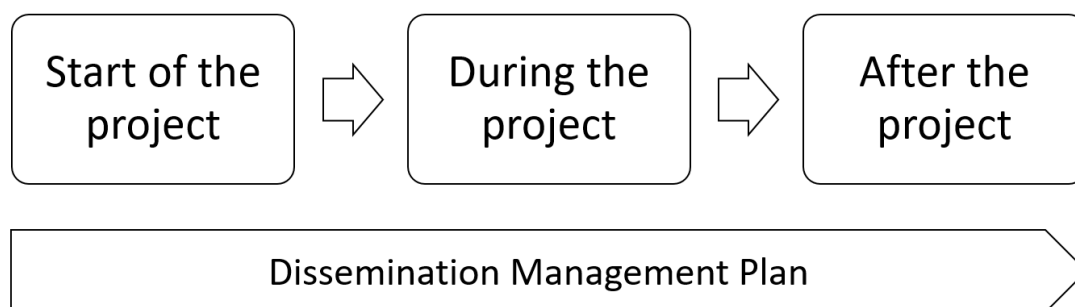 Start of the
project
During the
project
After the
project
Dissemination Management Plan